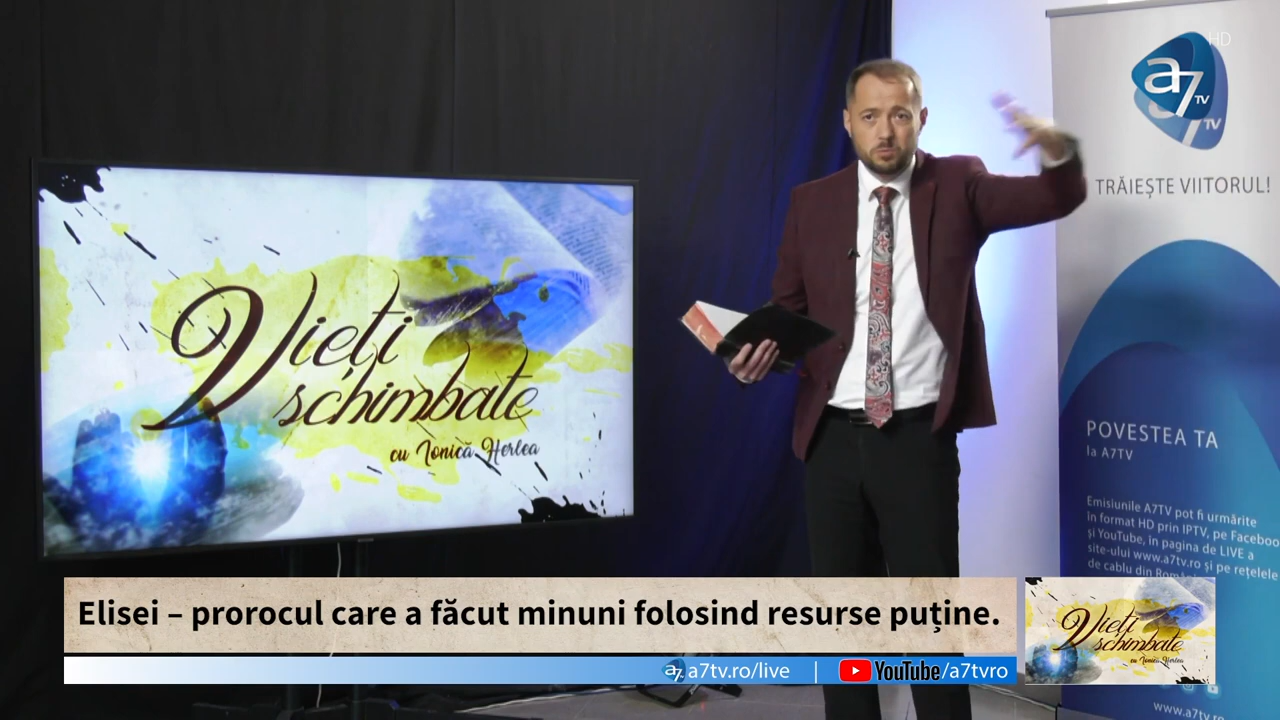 HD
a7
TV
TV
TRĂIEȘTE VIITORUL!
Vieți
schimbate
cu Ionică Herlea
POVESTEA TA
la A7TV
Emisiunile A7TV pot fi urmărite
în format HD prin IPTV, pe Faceboo
și YouTube, în pagina de LIVE a
site-ului www.a7tv.ro și pe rețelele
de cablu din
Elisei – prorocul care a făcut minuni folosind resurse puține.
Vieți
schimbate
cu Ionică Herlea
a7 a7tv.ro/live | YouTube/a7tvro
www.a7tv.ro